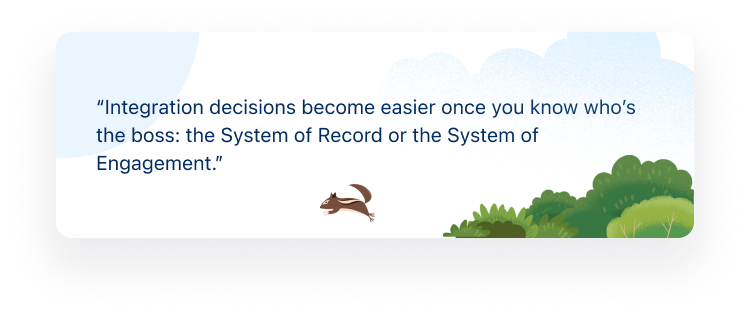 “Integration decisions become easier once you know who’s
the boss: the System of Record or the System of
Engagement.”